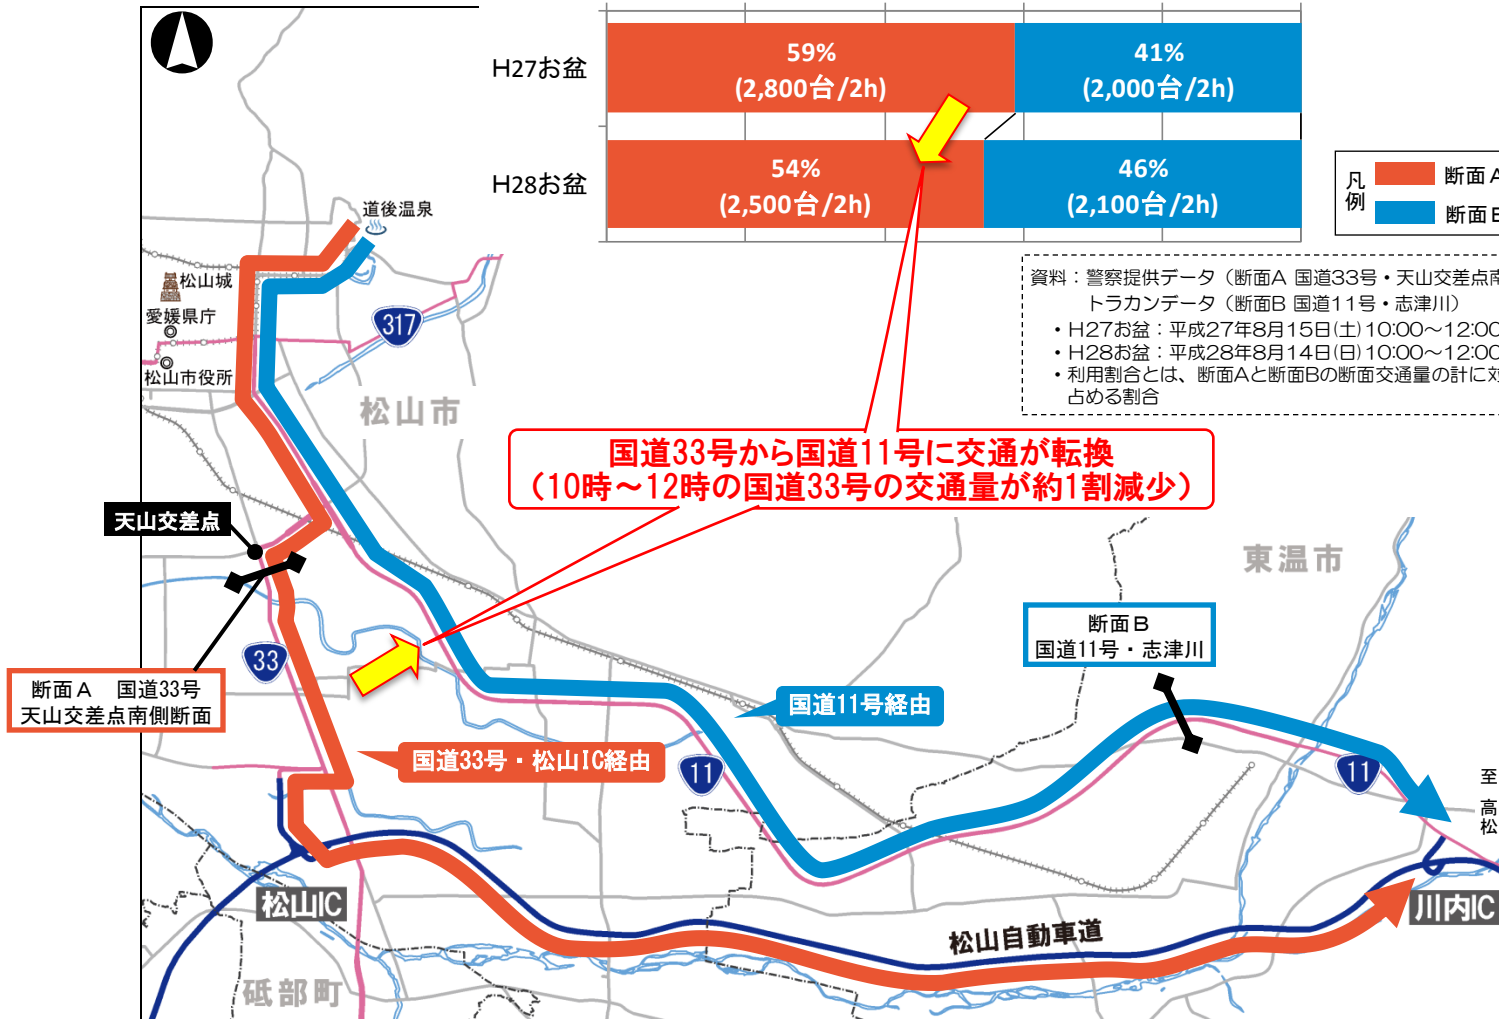 H27お盆
59%
(2,800台/2h)
41%
(2,000台/2h)
H28お盆
54%
(2,500台/2h)
46%
(2,100台/2h)
凡例
断面A
断面B
資料：警察提供データ（断面A 国道33号・天山交差点南
トラカンデータ（断面B 国道11号・志津川）
・H27お盆：平成27年8月15日(土)10:00～12:00
・H28お盆：平成28年8月14日(日)10:00～12:00
・利用割合とは、断面Aと断面Bの断面交通量の計に対
占める割合
道後温泉
松山城
愛媛県庁
松山市役所
317
松山市
国道33号から国道11号に交通が転換
（10時～12時の国道33号の交通量が約1割減少）
天山交差点
東温市
断面B
国道11号・志津川
33
断面A　国道33号
天山交差点南側断面
国道11号経由
国道33号・松山IC経由
11
11
至
高
松
松山IC
川内IC
松山自動車道
砥部町